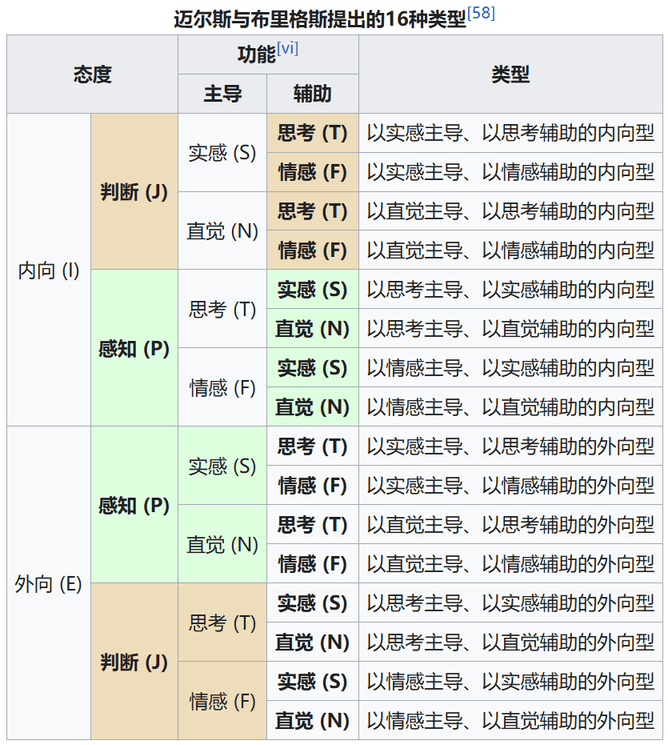 迈尔斯与布里格斯提出的16种类型[58]
态度 功能[vi] 类型
主导 辅助
内向 (I) 判断 (J) 实感 (S) 思考 (T) 以实感主导、以思考辅助的内向型
情感 (F) 以实感主导、以情感辅助的内向型
直觉 (N) 思考 (T) 以直觉主导、以思考辅助的内向型
情感 (F) 以直觉主导、以情感辅助的内向型
感知 (P) 思考 (T) 实感 (S) 以思考主导、以实感辅助的内向型
直觉 (N) 以思考主导、以直觉辅助的内向型
情感 (F) 实感 (S) 以情感主导、以实感辅助的内向型
直觉 (N) 以情感主导、以直觉辅助的内向型
外向 (E) 感知 (P) 实感 (S) 思考 (T) 以实感主导、以思考辅助的外向型
情感 (F) 以实感主导、以情感辅助的外向型
直觉 (N) 思考 (T) 以直觉主导、以思考辅助的外向型
情感 (F) 以直觉主导、以情感辅助的外向型
判断 (J) 思考 (T) 实感 (S) 以思考主导、以实感辅助的外向型
直觉 (N) 以思考主导、以直觉辅助的外向型
情感 (F) 实感 (S) 以情感主导、以实感辅助的外向型
直觉 (N) 以情感主导、以直觉辅助的外向型